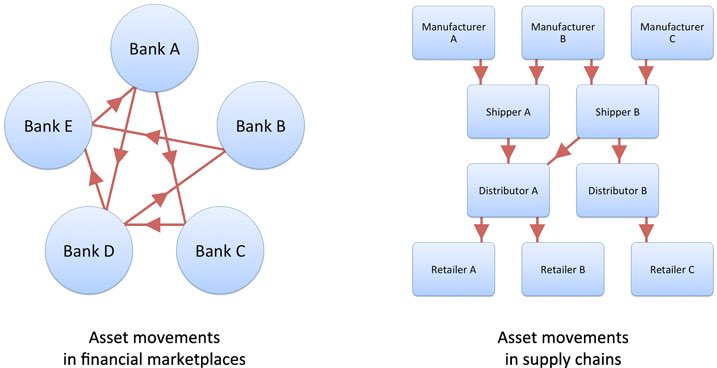 Bank A
Bank E
Bank B
Bank D
Bank C
Asset movements
in financial marketplaces
Manufacturer
A
Manufacturer
B
Manufacturer
C
Shipper A
Shipper B
Distributor A
Distributor B
Retailer A
Retailer B
Retailer C
Asset movements
in supply chains